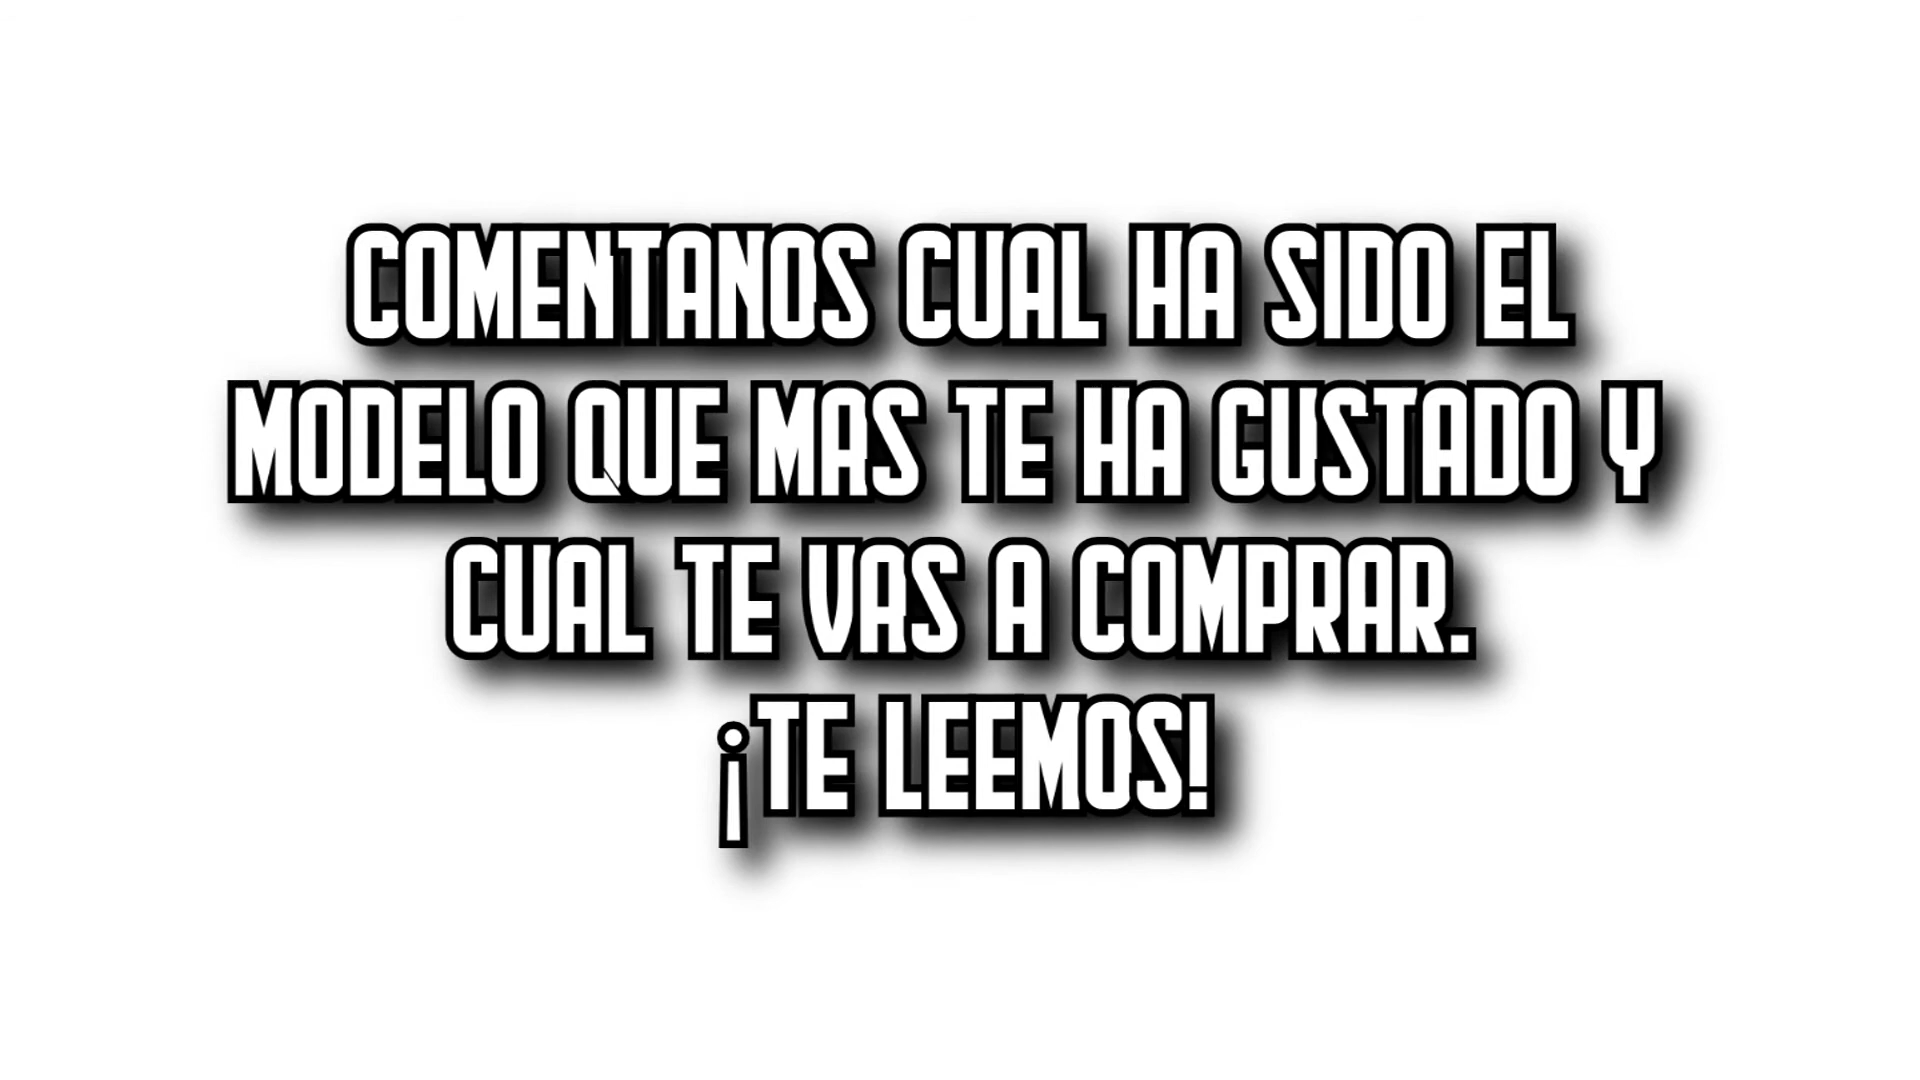 COMENTANOS CUAL HA SIDO EL
MODELO QUE MAS TE HA GUSTADO Y
CUAL TE VAS A COMPRAR.
¡TE LEEMOS!